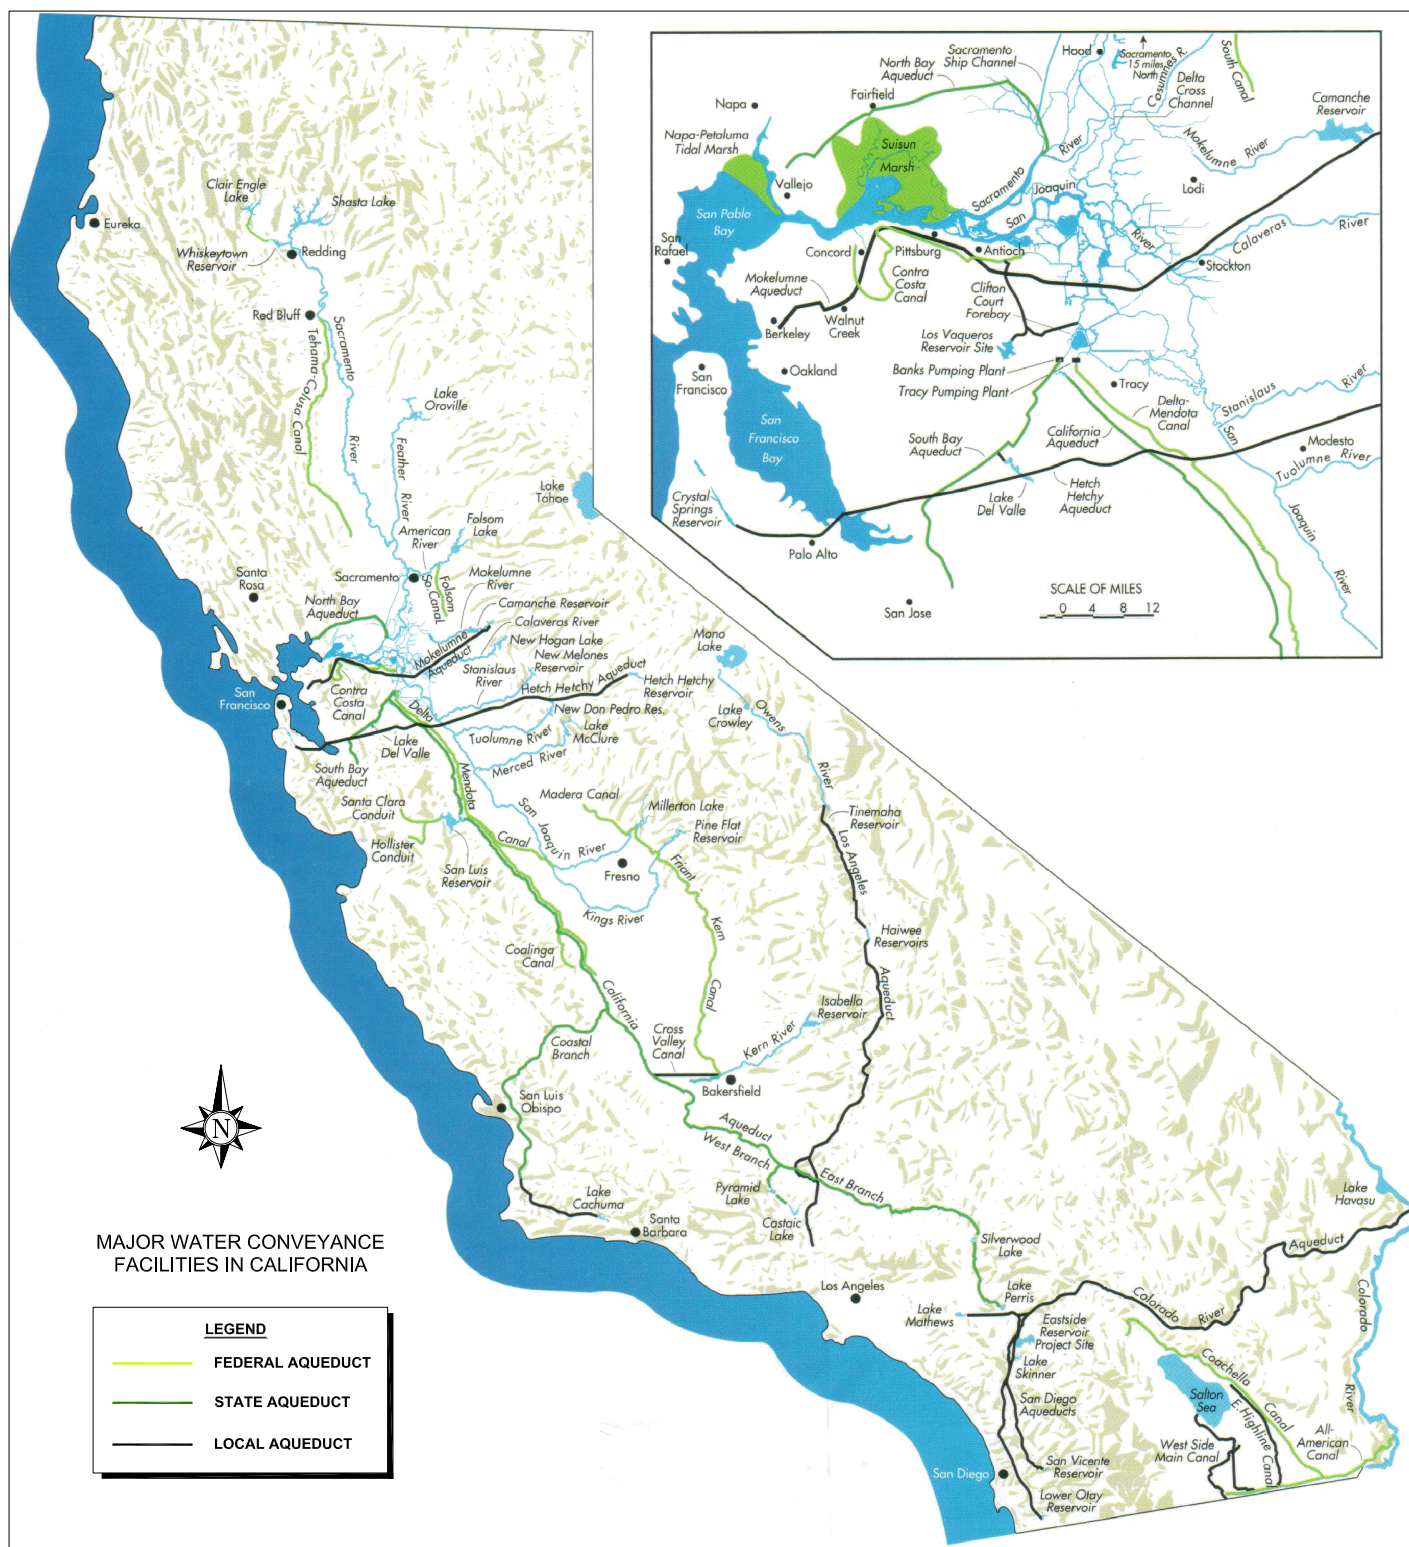 Clair Engle
Lake
Shasta Lake
Eureka
Whiskeytown
Reservoir
Redding
Red Bluff
Sacramento
River
Tehama-Colusa Canal
Lake
Oroville
Feather
River
Lake
Tahoe
American
River
Folsom
Lake
Sacramento
Folsom
So. Canal
Mokelumne
River
Santa
Rosa
North Bay
Aqueduct
Camanche Reservoir
Calaveras River
Mokelumne
Aqueduct
New Hogan Lake
New Melones
Reservoir
Stanislaus
River
Hetch Hetchy Aqueduct
Hetch Hetchy
Reservoir
Mono
Lake
San
Francisco
Contra
Costa
Canal
Delta
New Don Pedro Res.
Lake
McClure
Lake
Crowley
Owens
River
Tuolumne River
Merced River
Lake
Del Valle
South Bay
Aqueduct
Mendota
Canal
Santa Clara
Conduit
Hollister
Conduit
San Luis
Reservoir
San
Joaquin River
Madera Canal
Millerton Lake
Pine Flat
Reservoir
Fresno
Friant-
Kern
Canal
Kings River
Tinemaha
Reservoir
Los Angeles
Aqueduct
Haiwee
Reservoirs
Coalinga
Canal
California
Aqueduct
Isabella
Reservoir
Kern River
Cross
Valley
Canal
Coastal
Branch
Bakersfield
San Luis
Obispo
N
West Branch
East Branch
Pyramid
Lake
Castaic
Lake
Lake
Cachuma
Santa
Barbara
Silverwood
Lake
Lake
Havasu
Los Angeles
Lake
Perris
Lake
Mathews
Colorado
River
Aqueduct
Colorado
River
Eastside
Reservoir
Project Site
Lake
Skinner
San Diego
Aqueducts
Coachella
Canal
Salton
Sea
E. Highline Canal
West Side
Main Canal
All-
American
Canal
San Diego
San Vicente
Reservoir
Lower Otay
Reservoir
MAJOR WATER CONVEYANCE
FACILITIES IN CALIFORNIA
LEGEND
FEDERAL AQUEDUCT
STATE AQUEDUCT
LOCAL AQUEDUCT
Sacramento
Ship Channel
Hood
Sacramento
15 miles
North
Cosumnes R.
South Canal
North Bay
Aqueduct
Delta
Cross
Channel
Camanche
Reservoir
Napa
Fairfield
Napa-Petaluma
Tidal Marsh
Suisun
Marsh
Mokelumne River
Vallejo
Sacramento
River
Lodi
San Pablo
Bay
San
Joaquin
River
San
Rafael
Concord
Pittsburg
Antioch
Calaveras
River
Stockton
Mokelumne
Aqueduct
Contra
Costa
Canal
Clifton
Court
Forebay
Berkeley
Walnut
Creek
Los Vaqueros
Reservoir Site
San
Francisco
Oakland
Banks Pumping Plant
Tracy Pumping Plant
Tracy
Stanislaus
River
San
Francisco
Bay
South Bay
Aqueduct
California
Aqueduct
Delta-
Mendota
Canal
San
Joaquin
River
Modesto
Tuolumne River
Crystal
Springs
Reservoir
Lake
Del Valle
Hetch
Hetchy
Aqueduct
Palo Alto
San Jose
SCALE OF MILES
0 4 8 12